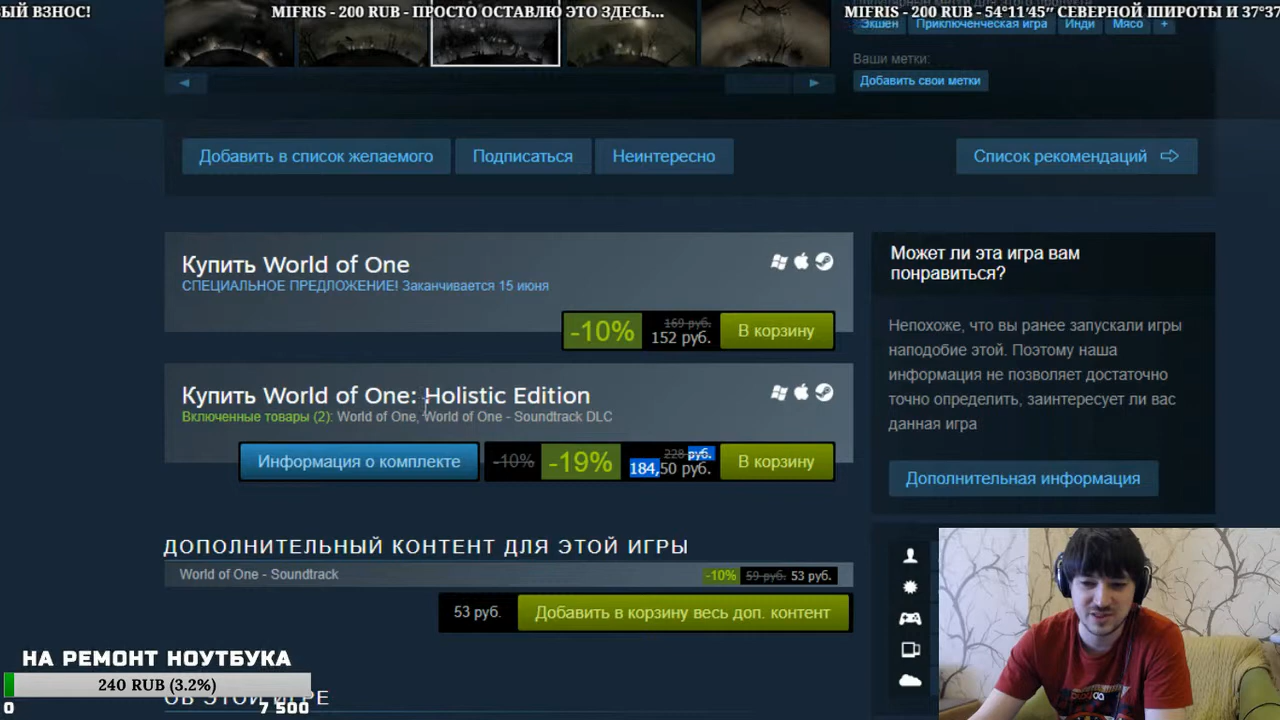 ЫЙ ВЗНОС!
MIFRIS - 200 RUB - ПРОСТО ОСТАВЛЮ ЭТО ЗДЕСЬ...
MIFRIS - 200 RUB - 54°11'45" СЕВЕРНОЙ ШИРОТЫ И 37°37
Экшен Приключенческая игра Инди Мясо +
Ваши метки:
Добавить свои метки
Добавить в список желаемого Подписаться Неинтересно
Список рекомендаций
Купить World of One
СПЕЦИАЛЬНОЕ ПРЕДЛОЖЕНИЕ! Заканчивается 15 июня
-10% 169 руб. 152 руб. В корзину
Купить World of One: Holistic Edition
Включенные товары (2): World of One, World of One - Soundtrack DLC
Информация о комплекте -10% -19% 228 руб. 184,50 руб. В корзину
Может ли эта игра вам
понравиться?
Непохоже, что вы ранее запускали игры
наподобие этой. Поэтому наша
информация не позволяет достаточно
точно определить, заинтересует ли вас
данная игра
Дополнительная информация
ДОПОЛНИТЕЛЬНЫЙ КОНТЕНТ ДЛЯ ЭТОЙ ИГРЫ
World of One - Soundtrack -10% 59 руб. 53 руб.
53 руб. Добавить в корзину весь доп. контент
НА РЕМОНТ НОУТБУКА
240 RUB (3.2%)
0 7 500
ОБ ЭТОЙ ИГРЕ